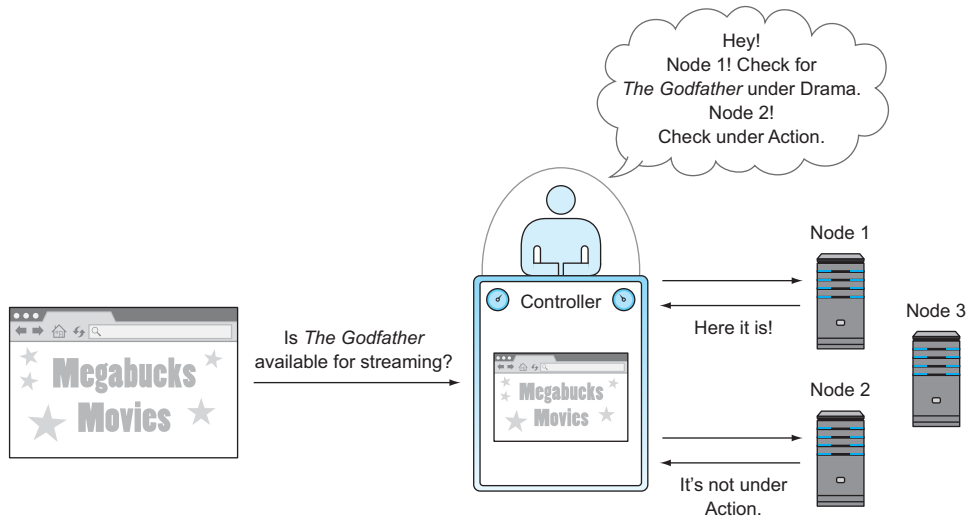 Hey!
Node 1! Check for
The Godfather under Drama.
Node 2!
Check under Action.
Node 1
Controller
Node 3
Here it is!
Is The Godfather
available for streaming?
Megabucks
Movies
Megabucks
Movies
Node 2
It's not under
Action.